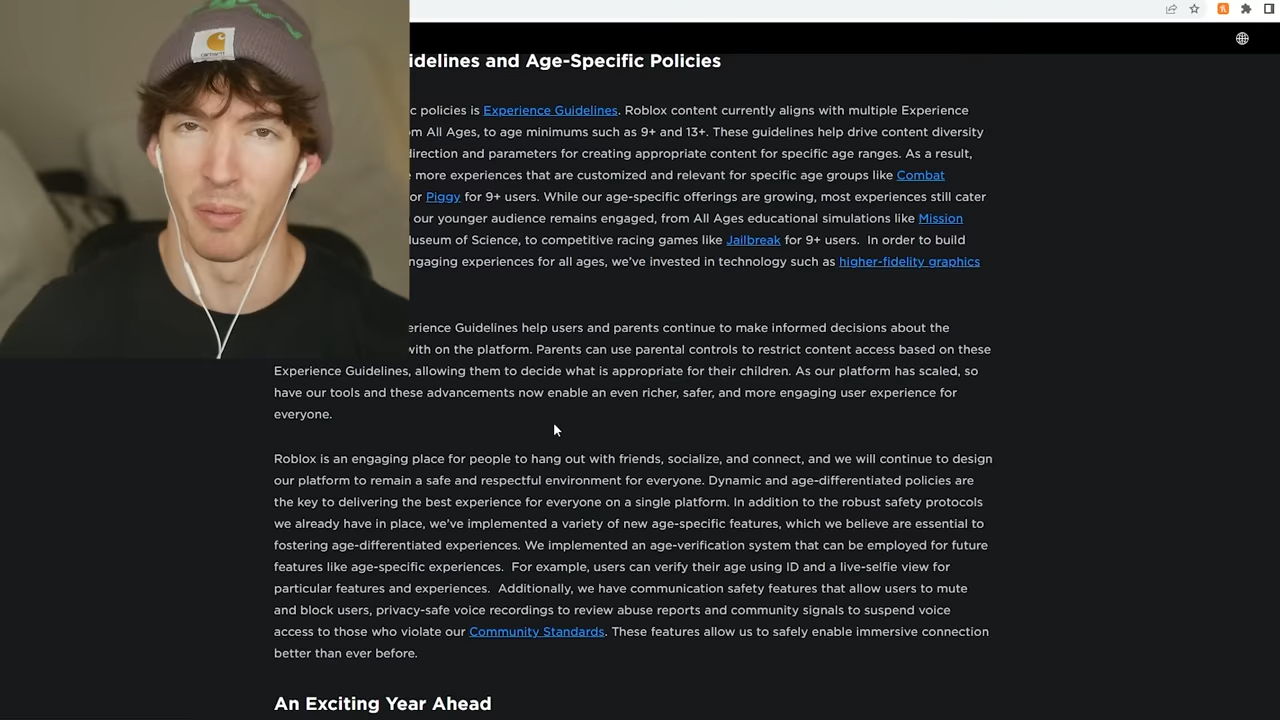 idelines and Age-Specific Policies
c policies is Experience Guidelines. Roblox content currently aligns with multiple Experience
m All Ages, to age minimums such as 9+ and 13+. These guidelines help drive content diversity
direction and parameters for creating appropriate content for specific age ranges. As a result,
more experiences that are customized and relevant for specific age groups like Combat
or Piggy for 9+ users. While our age-specific offerings are growing, most experiences still cater
our younger audience remains engaged, from All Ages educational simulations like Mission
Museum of Science, to competitive racing games like Jailbreak for 9+ users.  In order to build
ngaging experiences for all ages, we've invested in technology such as higher-fidelity graphics
erience Guidelines help users and parents continue to make informed decisions about the
with on the platform. Parents can use parental controls to restrict content access based on these
Experience Guidelines, allowing them to decide what is appropriate for their children. As our platform has scaled, so
have our tools and these advancements now enable an even richer, safer, and more engaging user experience for
everyone.
Roblox is an engaging place for people to hang out with friends, socialize, and connect, and we will continue to design
our platform to remain a safe and respectful environment for everyone. Dynamic and age-differentiated policies are
the key to delivering the best experience for everyone on a single platform. In addition to the robust safety protocols
we already have in place, we've implemented a variety of new age-specific features, which we believe are essential to
fostering age-differentiated experiences. We implemented an age-verification system that can be employed for future
features like age-specific experiences.  For example, users can verify their age using ID and a live-selfie view for
particular features and experiences.  Additionally, we have communication safety features that allow users to mute
and block users, privacy-safe voice recordings to review abuse reports and community signals to suspend voice
access to those who violate our Community Standards. These features allow us to safely enable immersive connection
better than ever before.
An Exciting Year Ahead